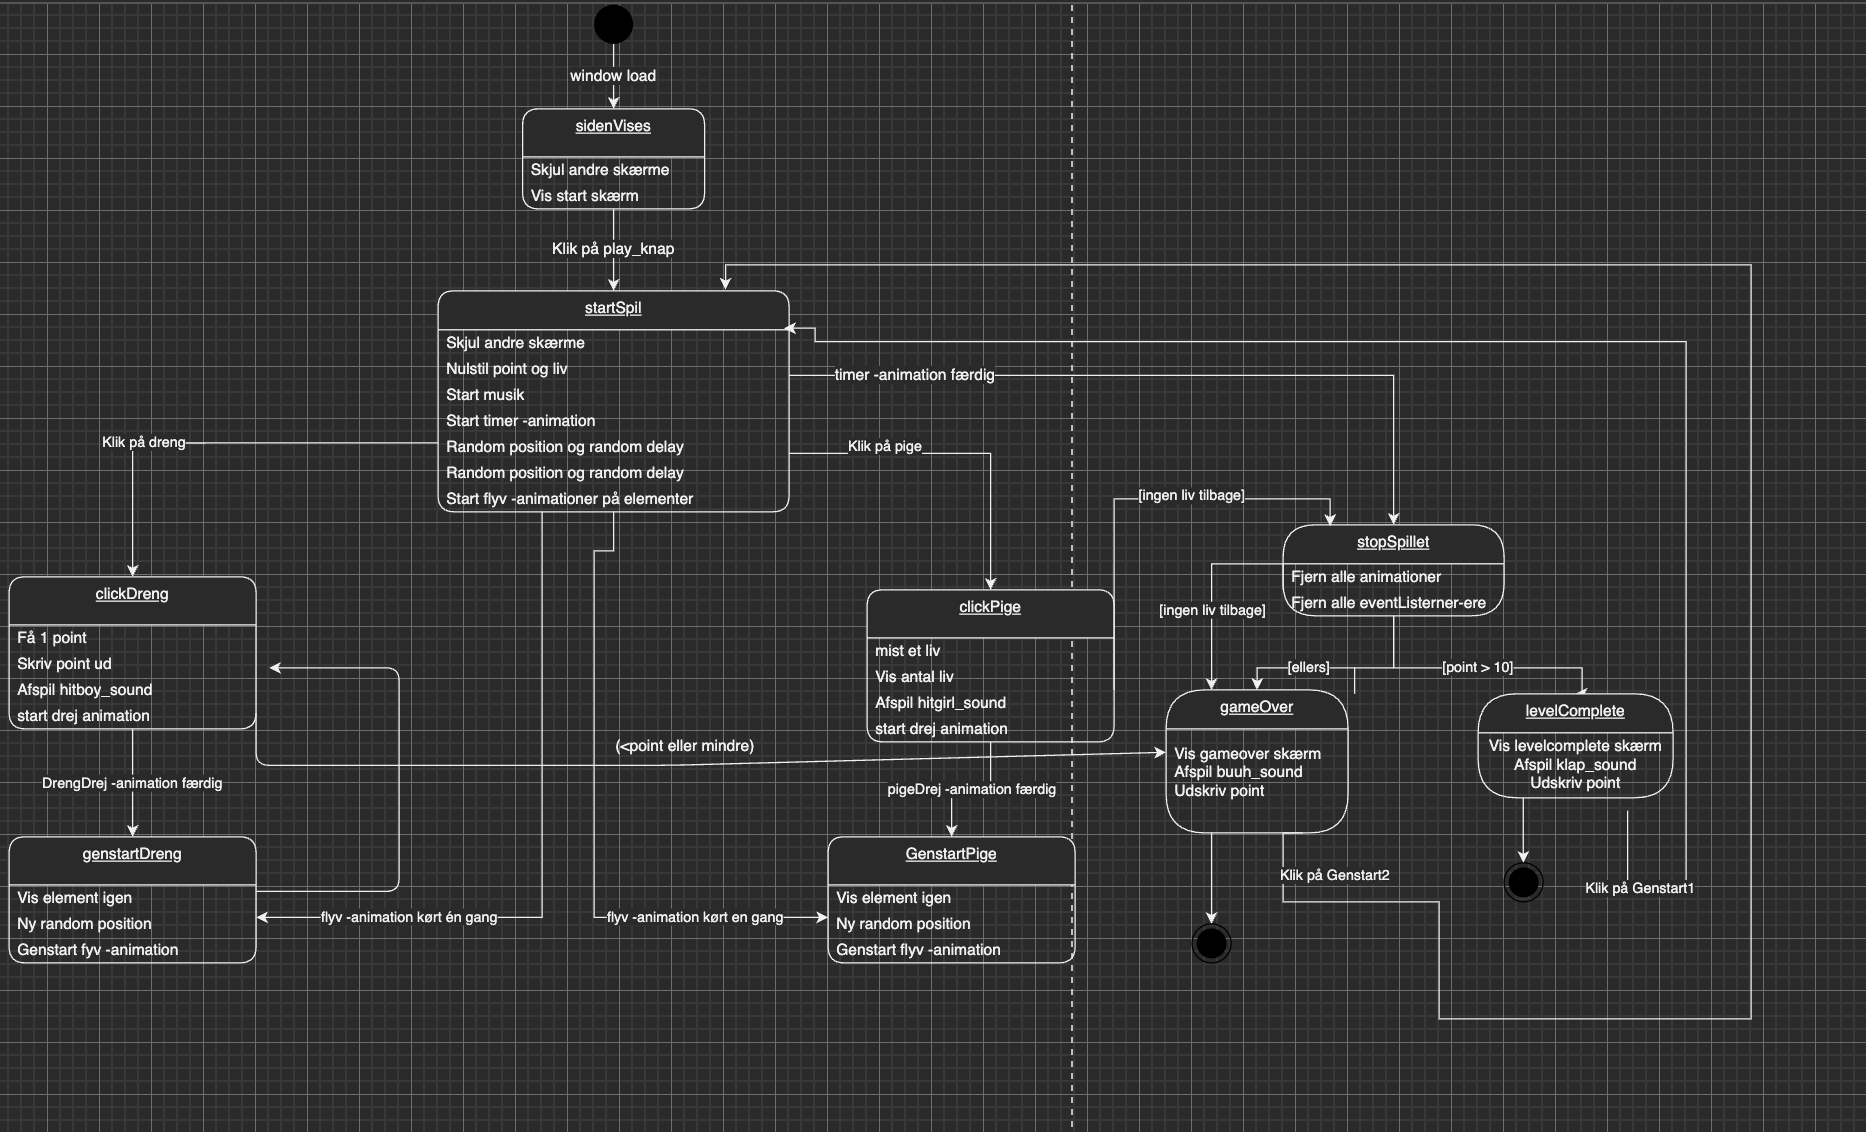 window load
sidenVises
Skjul andre skærme
Vis start skærm
Klik på play_knap
startSpil
Skjul andre skærme
Nulstil point og liv
Start musik
Start timer -animation
Random position og random delay
Random position og random delay
Start flyv -animationer på elementer
timer -animation færdig
Klik på dreng
Klik på pige
[ingen liv tilbage]
stopSpillet
Fjern alle animationer
Fjern alle eventListerner-ere
clickDreng
Få 1 point
Skriv point ud
Afspil hitboy_sound
start drej animation
clickPige
mist et liv
Vis antal liv
Afspil hitgirl_sound
start drej animation
[ingen liv tilbage]
[ellers]
[point > 10]
gameOver
Vis gameover skærm
Afspil buuh_sound
Udskriv point
levelComplete
Vis levelcomplete skærm
Afspil klap_sound
Udskriv point
(<point eller mindre)
DrengDrej -animation færdig
pigeDrej -animation færdig
genstartDreng
Vis element igen
Ny random position
Genstart fyv -animation
flyv -animation kørt én gang
flyv -animation kørt en gang
GenstartPige
Vis element igen
Ny random position
Genstart flyv -animation
Klik på Genstart2
Klik på Genstart1